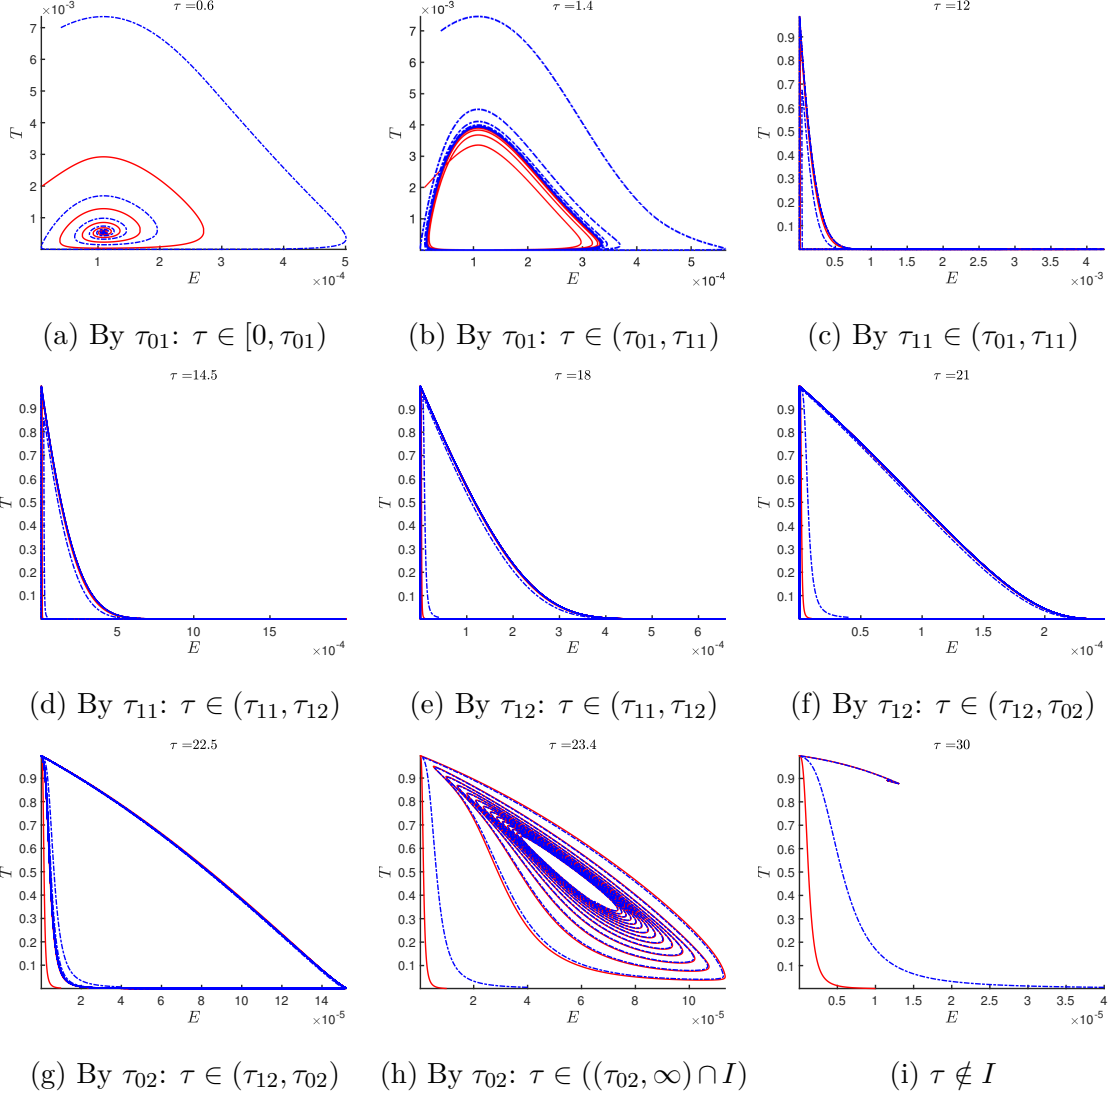 ×10⁻³ τ =0.6
7
6
5
4
3
2
1
T
1 2 3 4 5
E ×10⁻⁴
(a) By τ₀₁: τ ∈ [0, τ₀₁)
×10⁻³ τ =1.4
7
6
5
4
3
2
1
T
1 2 3 4 5
E ×10⁻⁴
(b) By τ₀₁: τ ∈ (τ₀₁, τ₁₁)
τ =12
0.9
0.8
0.7
0.6
0.5
0.4
0.3
0.2
0.1
T
0.5 1 1.5 2 2.5 3 3.5 4
E ×10⁻³
(c) By τ₁₁ ∈ (τ₀₁, τ₁₁)
τ =14.5
0.9
0.8
0.7
0.6
0.5
0.4
0.3
0.2
0.1
T
5 10 15
E ×10⁻⁴
(d) By τ₁₁: τ ∈ (τ₁₁, τ₁₂)
τ =18
0.9
0.8
0.7
0.6
0.5
0.4
0.3
0.2
0.1
T
1 2 3 4 5 6
E ×10⁻⁴
(e) By τ₁₂: τ ∈ (τ₁₁, τ₁₂)
τ =21
0.9
0.8
0.7
0.6
0.5
0.4
0.3
0.2
0.1
T
0.5 1 1.5 2
E ×10⁻⁴
(f) By τ₁₂: τ ∈ (τ₁₂, τ₀₂)
τ =22.5
0.9
0.8
0.7
0.6
0.5
0.4
0.3
0.2
0.1
T
2 4 6 8 10 12 14
E ×10⁻⁵
(g) By τ₀₂: τ ∈ (τ₁₂, τ₀₂)
τ =23.4
0.9
0.8
0.7
0.6
0.5
0.4
0.3
0.2
0.1
T
2 4 6 8 10
E ×10⁻⁵
(h) By τ₀₂: τ ∈ ((τ₀₂, ∞) ∩ I)
τ =30
0.9
0.8
0.7
0.6
0.5
0.4
0.3
0.2
0.1
T
0.5 1 1.5 2 2.5 3 3.5 4
E ×10⁻⁵
(i) τ ∉ I